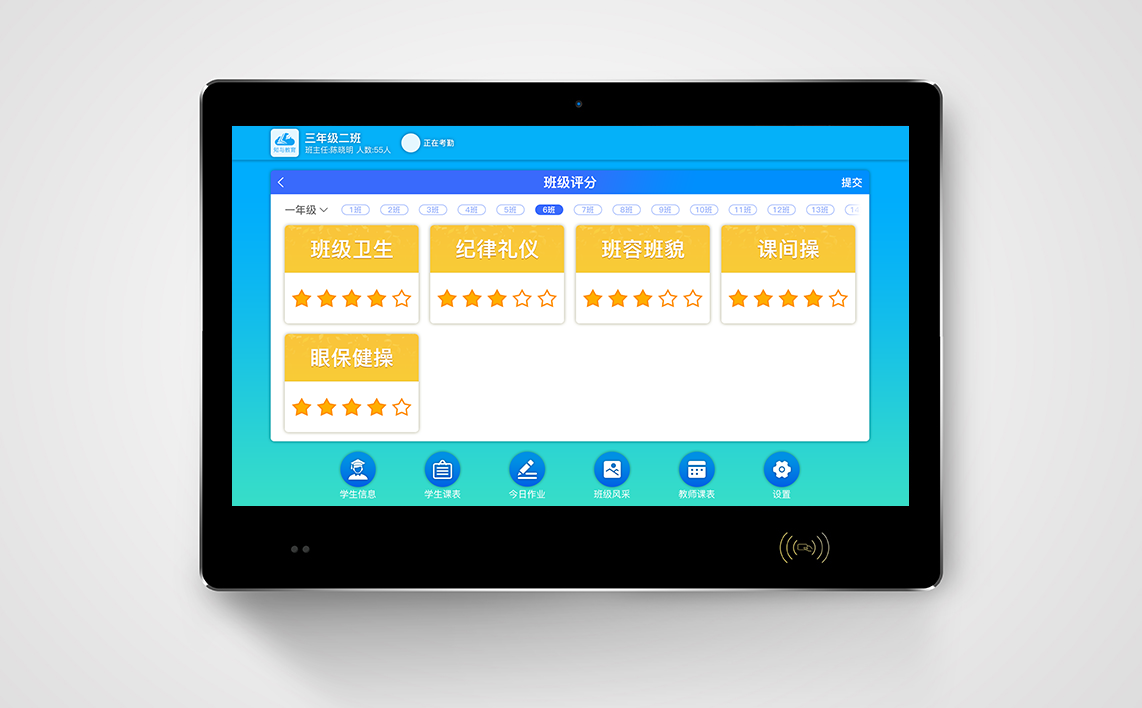 知与教育
三年级二班
班主任:陈晓明 人数:55人
正在考勤
班级评分
提交
一年级
1班 2班 3班 4班 5班 6班 7班 8班 9班 10班 11班 12班 13班 14
班级卫生 纪律礼仪 班容班貌 课间操
眼保健操
学生信息 学生课表 今日作业 班级风采 教师课表 设置